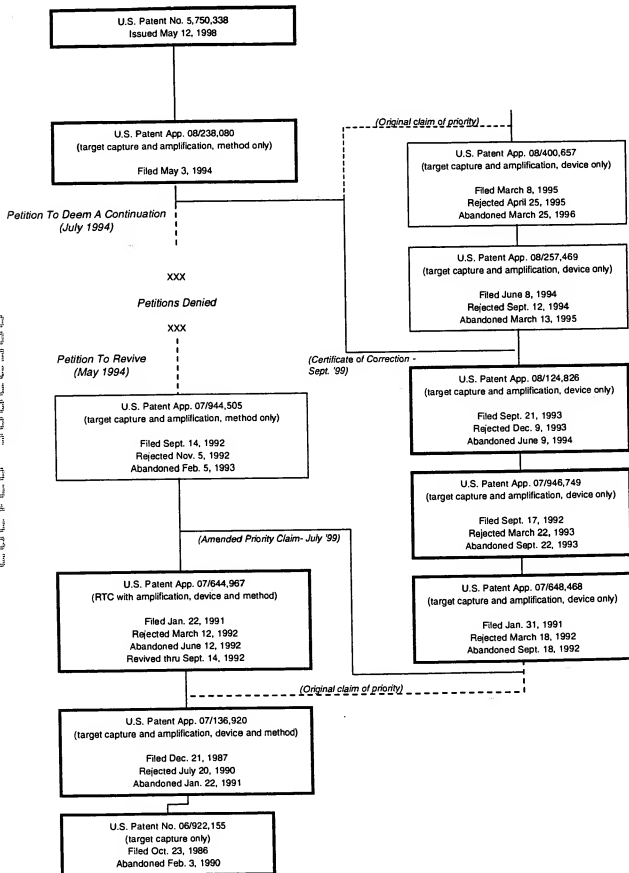 U.S. Patent No. 5,750,338
Issued May 12, 1998
U.S. Patent App. 08/238,080
(target capture and amplification, method only)
Filed May 3, 1994
Petition To Deem A Continuation
(July 1994)
XXX
Petitions Denied
XXX
Petition To Revive
(May 1994)
U.S. Patent App. 07/944,505
(target capture and amplification, method only)
Filed Sept. 14, 1992
Rejected Nov. 5, 1992
Abandoned Feb. 5, 1993
(Amended Priority Claim- July '99)
U.S. Patent App. 07/644,967
(RTC with amplification, device and method)
Filed Jan. 22, 1991
Rejected March 12, 1992
Abandoned June 12, 1992
Revived thru Sept. 14, 1992
(Original claim of priority)
U.S. Patent App. 07/136,920
(target capture and amplification, device and method)
Filed Dec. 21, 1987
Rejected July 20, 1990
Abandoned Jan. 22, 1991
U.S. Patent No. 06/922,155
(target capture only)
Filed Oct. 23, 1986
Abandoned Feb. 3, 1990
(Original claim of priority)
U.S. Patent App. 08/400,657
(target capture and amplification, device only)
Filed March 8, 1995
Rejected April 25, 1995
Abandoned March 25, 1996
U.S. Patent App. 08/257,469
(target capture and amplification, device only)
Filed June 8, 1994
Rejected Sept. 12, 1994
Abandoned March 13, 1995
(Certificate of Correction -
Sept. '99)
U.S. Patent App. 08/124,826
(target capture and amplification, device only)
Filed Sept. 21, 1993
Rejected Dec. 9, 1993
Abandoned June 9, 1994
U.S. Patent App. 07/946,749
(target capture and amplification, device only)
Filed Sept. 17, 1992
Rejected March 22, 1993
Abandoned Sept. 22, 1993
U.S. Patent App. 07/648,468
(target capture and amplification, device only)
Filed Jan. 31, 1991
Rejected March 18, 1992
Abandoned Sept. 18, 1992